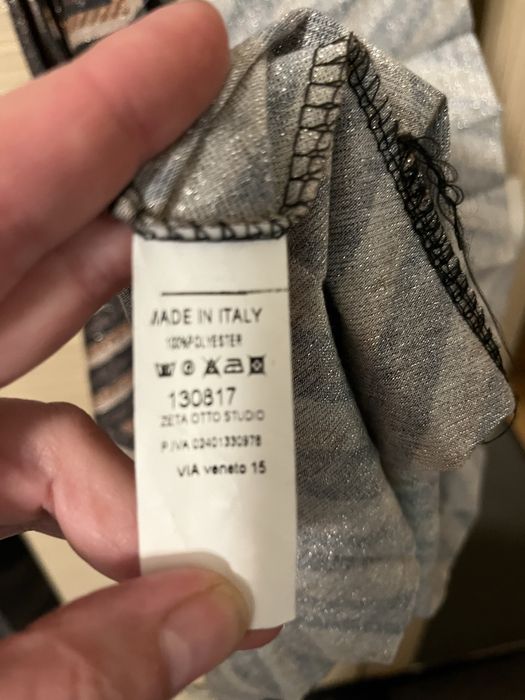 MADE IN ITALY
100%POLYESTER
130817
ZETA OTTO STUDIO
P.IVA 02401330978
VIA veneto 15